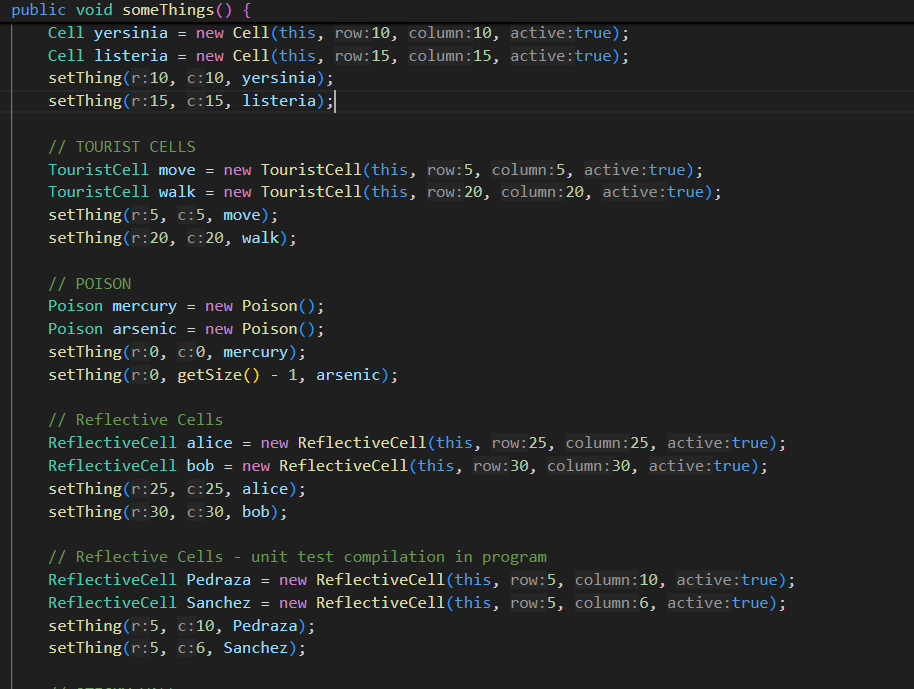 public void someThings() {
Cell yersinia = new Cell(this, row:10, column:10, active:true);
Cell listeria = new Cell(this, row:15, column:15, active:true);
setThing(r:10, c:10, yersinia);
setThing(r:15, c:15, listeria);
// TOURIST CELLS
TouristCell move = new TouristCell(this, row:5, column:5, active:true);
TouristCell walk = new TouristCell(this, row:20, column:20, active:true);
setThing(r:5, c:5, move);
setThing(r:20, c:20, walk);
// POISON
Poison mercury = new Poison();
Poison arsenic = new Poison();
setThing(r:0, c:0, mercury);
setThing(r:0, getSize() - 1, arsenic);
// Reflective Cells
ReflectiveCell alice = new ReflectiveCell(this, row:25, column:25, active:true);
ReflectiveCell bob = new ReflectiveCell(this, row:30, column:30, active:true);
setThing(r:25, c:25, alice);
setThing(r:30, c:30, bob);
// Reflective Cells - unit test compilation in program
ReflectiveCell Pedraza = new ReflectiveCell(this, row:5, column:10, active:true);
ReflectiveCell Sanchez = new ReflectiveCell(this, row:5, column:6, active:true);
setThing(r:5, c:10, Pedraza);
setThing(r:5, c:6, Sanchez);